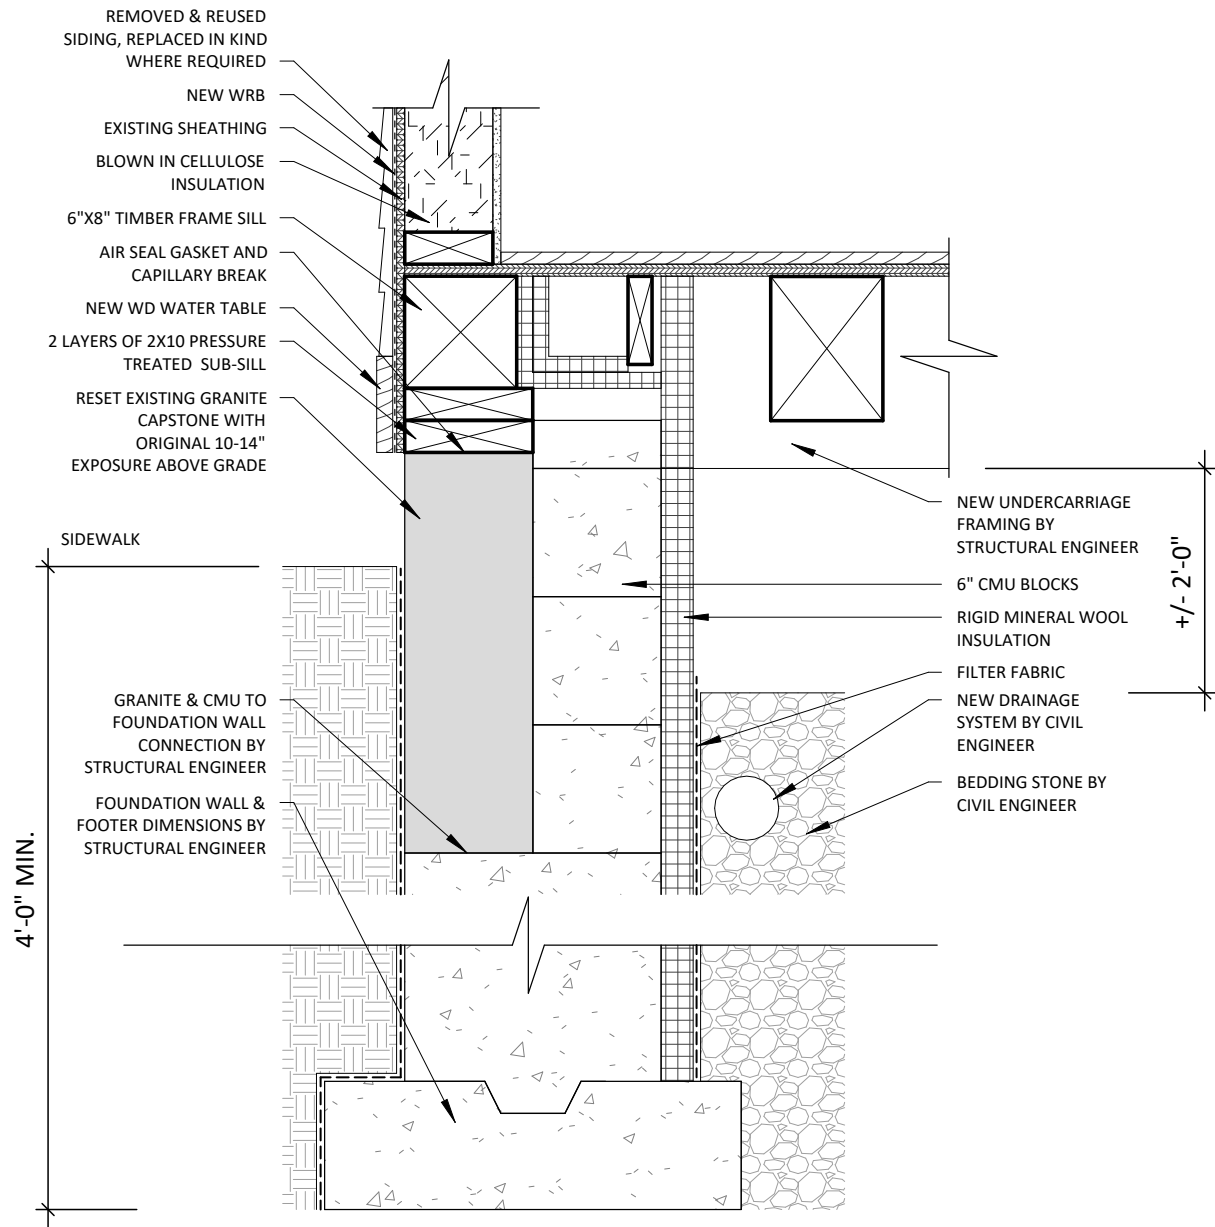 REMOVED & REUSED
SIDING, REPLACED IN KIND
WHERE REQUIRED
NEW WRB
EXISTING SHEATHING
BLOWN IN CELLULOSE
INSULATION
6"X8" TIMBER FRAME SILL
AIR SEAL GASKET AND
CAPILLARY BREAK
NEW WD WATER TABLE
2 LAYERS OF 2X10 PRESSURE
TREATED SUB-SILL
RESET EXISTING GRANITE
CAPSTONE WITH
ORIGINAL 10-14"
EXPOSURE ABOVE GRADE
SIDEWALK
GRANITE & CMU TO
FOUNDATION WALL
CONNECTION BY
STRUCTURAL ENGINEER
FOUNDATION WALL &
FOOTER DIMENSIONS BY
STRUCTURAL ENGINEER
4'-0" MIN.
NEW UNDERCARRIAGE
FRAMING BY
STRUCTURAL ENGINEER
6" CMU BLOCKS
RIGID MINERAL WOOL
INSULATION
FILTER FABRIC
NEW DRAINAGE
SYSTEM BY CIVIL
ENGINEER
BEDDING STONE BY
CIVIL ENGINEER
+/- 2'-0"